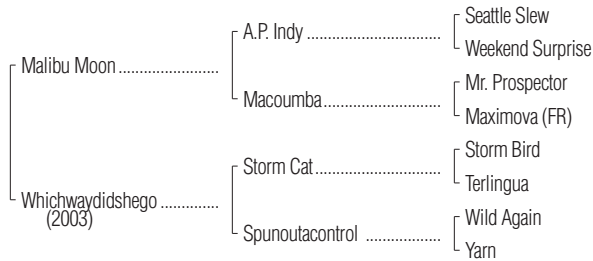 Seattle Slew
A.P. Indy ..............................
Weekend Surprise
Malibu Moon .......................
Mr. Prospector
Macoumba...........................
Maximova (FR)
Storm Bird
Storm Cat.............................
Terlingua
Whichwaydidshego .............
(2003)
Wild Again
Spunoutacontrol .................
Yarn